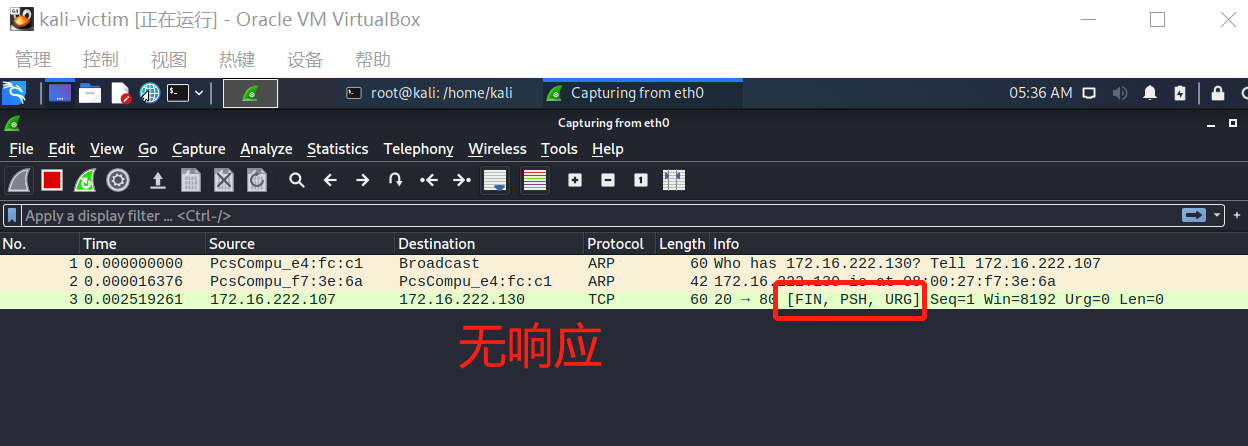 kali-victim [正在运行] - Oracle VM VirtualBox
管理 控制 视图 热键 设备 帮助
root@kali: /home/kali Capturing from eth0 05:36 AM
Capturing from eth0
File Edit View Go Capture Analyze Statistics Telephony Wireless Tools Help
Apply a display filter ... <Ctrl-/>
No. Time Source Destination Protocol Length Info
1 0.000000000 PcsCompu_e4:fc:c1 Broadcast ARP 60 Who has 172.16.222.130? Tell 172.16.222.107
2 0.000016376 PcsCompu_f7:3e:6a PcsCompu_e4:fc:c1 ARP 42 172.16.222.130 is at 08:00:27:f7:3e:6a
3 0.002519261 172.16.222.107 172.16.222.130 TCP 60 20 → 80 [FIN, PSH, URG] Seq=1 Win=8192 Urg=0 Len=0
无响应